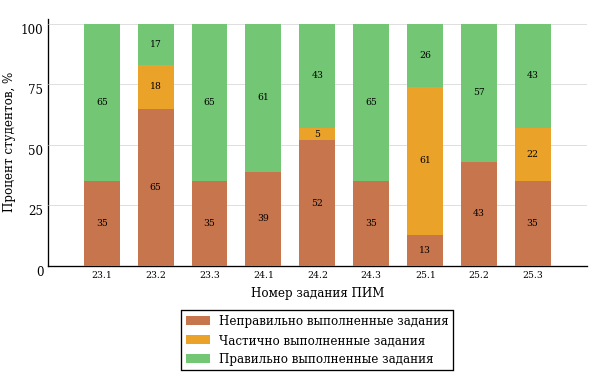 Процент студентов, %
100
75
50
25
0
65 17 65 61 43 65 26 57 43
18 5 61 22
35 65 35 39 52 35 13 43 35
23.1 23.2 23.3 24.1 24.2 24.3 25.1 25.2 25.3
Номер задания ПИМ
Неправильно выполненные задания
Частично выполненные задания
Правильно выполненные задания